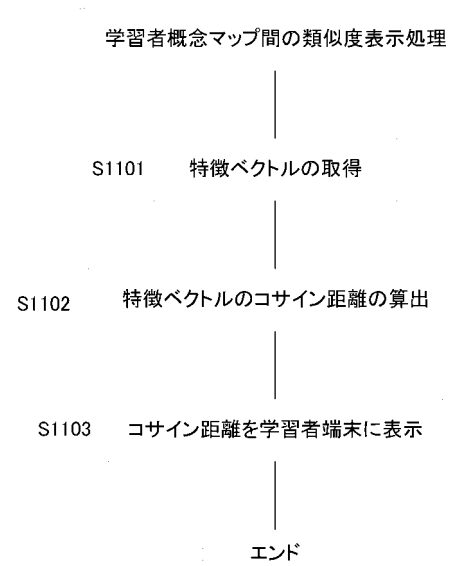 学習者概念マップ間の類似度表示処理
S1101 特徴ベクトルの取得
S1102 特徴ベクトルのコサイン距離の算出
S1103 コサイン距離を学習者端末に表示
エンド